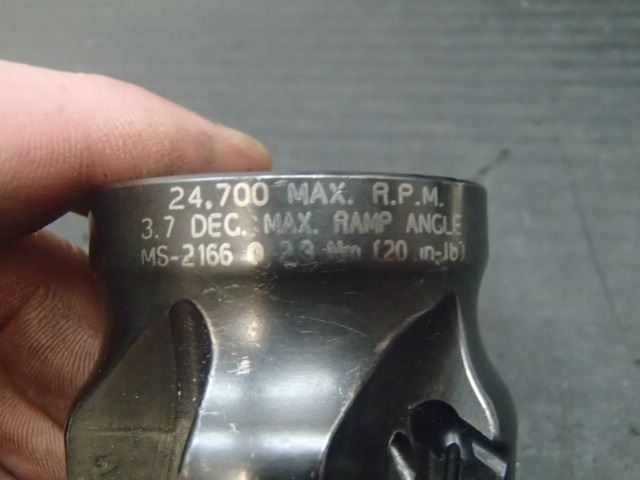 24,700 MAX. R.P.M.
3.7 DEG. MAX. RAMP ANGLE
MS-2166 @ 2.3 Nm (20 in-lb)